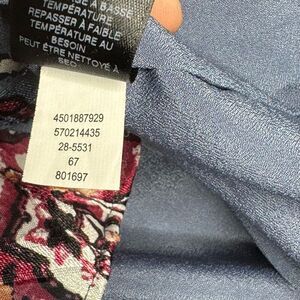 À BASSE
TEMPÉRATURE
REPASSER À FAIBLE
TEMPÉRATURE AU
BESOIN
PEUT ÊTRE NETTOYÉ À
SEC
4501887929
570214435
28-5531
67
801697